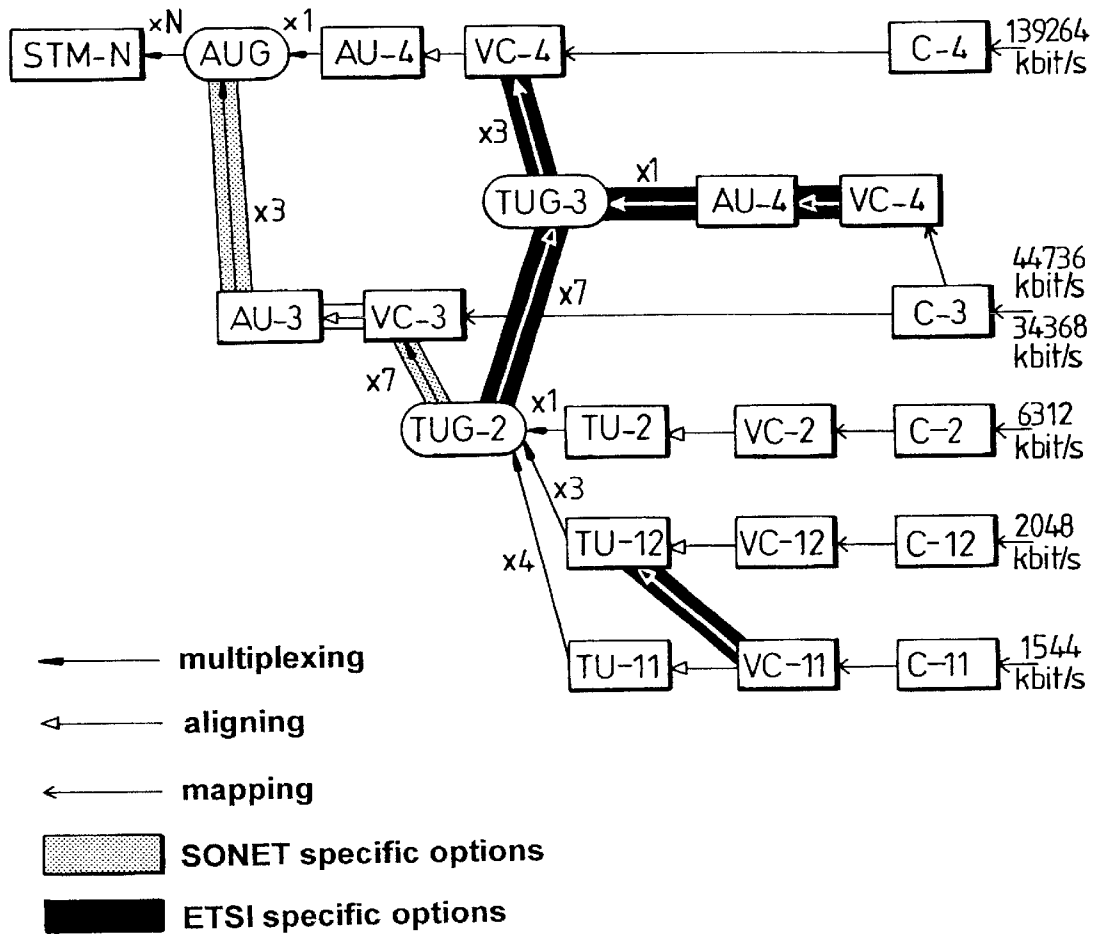 xN
x1
STM-N
AUG
AU-4
VC-4
C-4
139264
kbit/s
x3
x1
TUG-3
AU-4
VC-4
x3
x7
44736
kbit/s
AU-3
VC-3
C-3
34368
kbit/s
x7
x1
TUG-2
TU-2
VC-2
C-2
6312
kbit/s
x3
TU-12
VC-12
C-12
2048
kbit/s
x4
TU-11
VC-11
C-11
1544
kbit/s
multiplexing
aligning
mapping
SONET specific options
ETSI specific options